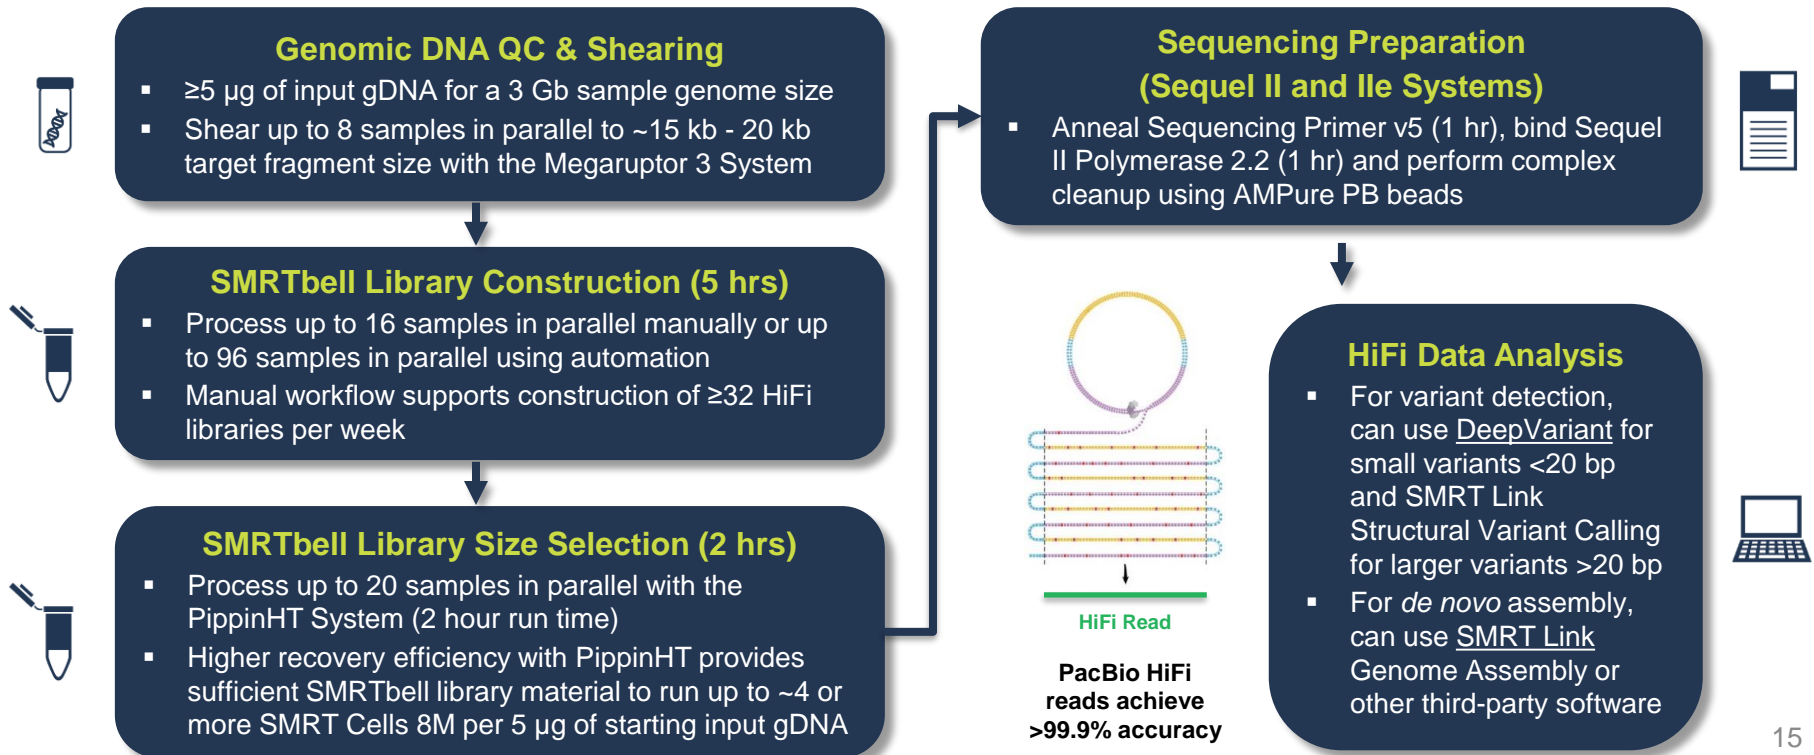 Genomic DNA QC & Shearing
▪ ≥5 µg of input gDNA for a 3 Gb sample genome size
▪ Shear up to 8 samples in parallel to ~15 kb - 20 kb
target fragment size with the Megaruptor 3 System
SMRTbell Library Construction (5 hrs)
▪ Process up to 16 samples in parallel manually or up
to 96 samples in parallel using automation
▪ Manual workflow supports construction of ≥32 HiFi
libraries per week
SMRTbell Library Size Selection (2 hrs)
▪ Process up to 20 samples in parallel with the
PippinHT System (2 hour run time)
▪ Higher recovery efficiency with PippinHT provides
sufficient SMRTbell library material to run up to ~4 or
more SMRT Cells 8M per 5 µg of starting input gDNA
Sequencing Preparation
(Sequel II and IIe Systems)
▪ Anneal Sequencing Primer v5 (1 hr), bind Sequel
II Polymerase 2.2 (1 hr) and perform complex
cleanup using AMPure PB beads
HiFi Read
PacBio HiFi
reads achieve
>99.9% accuracy
HiFi Data Analysis
▪ For variant detection,
can use DeepVariant for
small variants <20 bp
and SMRT Link
Structural Variant Calling
for larger variants >20 bp
▪ For de novo assembly,
can use SMRT Link
Genome Assembly or
other third-party software
15